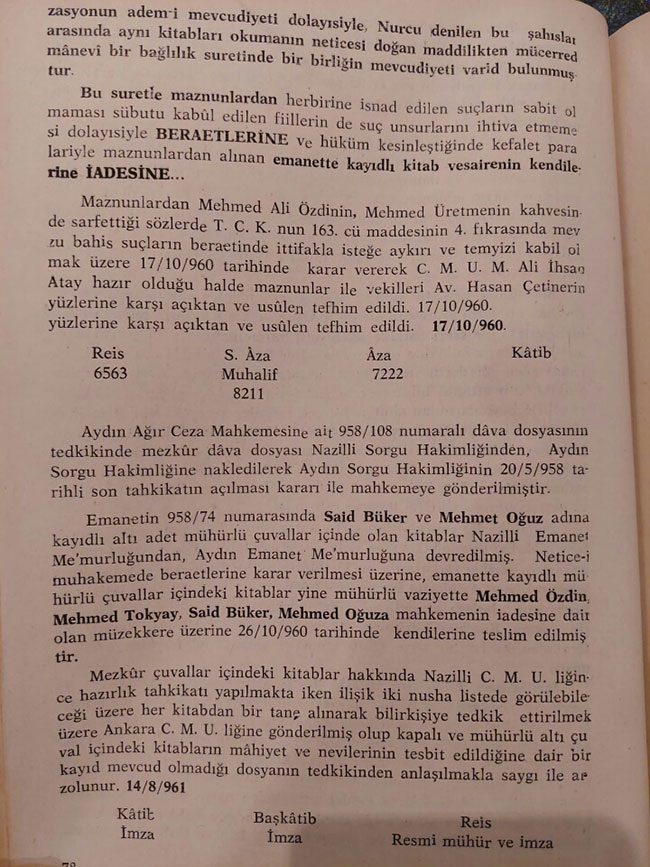 zasyonun adem-i mevcudiyeti dolayısiyle, Nurcu denilen bu şahıslar
arasında aynı kitabları okumanın neticesi doğan maddilikten mücerred
mânevi bir bağlılık suretinde bir birliğin mevcudiyeti varid bulunmuş
tur.
Bu suretle maznunlardan herbirine isnad edilen suçların sabit ol
maması sübutu kabûl edilen fiillerin de suç unsurlarını ihtiva etmeme
si dolayısiyle BERAETLERİNE ve hüküm kesinleştiğinde kefalet para
lariyle maznunlardan alınan emanette kayıdlı kitab vesairenin kendile-
rine İADESİNE...
Maznunlardan Mehmed Ali Özdinin, Mehmed Üretmenin kahvesin
de sarfettiği sözlerde T. C. K. nun 163. cü maddesinin 4. fıkrasında mev
zu bahis suçların beraetinde ittifakla isteğe aykırı ve temyizi kabil ol
mak üzere 17/10/960 tarihinde karar vererek C. M. U. M. Ali İhsan
Atay hazır olduğu halde maznunlar ile vekilleri Av. Hasan Çetinerin
yüzlerine karşı açıktan ve usûlen tefhim edildi. 17/10/960.
yüzlerine karşı açıktan ve usûlen tefhim edildi. 17/10/960.
Reis S. Âza Âza Kâtib
6563 Muhalif 7222
8211
Aydın Ağır Ceza Mahkemesine ait 958/108 numaralı dâva dosyasının
tedkikinde mezkûr dâva dosyası Nazilli Sorgu Hakimliğinden, Aydın
Sorgu Hakimliğine nakledilerek Aydın Sorgu Hakimliğinin 20/5/958 ta-
rihli son tahkikatın açılması kararı ile mahkemeye gönderilmiştir.
Emanetin 958/74 numarasında Said Büker ve Mehmet Oğuz adına
kayıdlı altı adet mühürlü çuvallar içinde olan kitablar Nazilli Emanet
Me'murluğundan, Aydın Emanet Me'murluğuna devredilmiş. Netice-i
muhakemede beraetlerine karar verilmesi üzerine, emanette kayıdlı mü
hürlü çuvallar içindeki kitablar yine mühürlü vaziyette Mehmed Özdin,
Mehmed Tokyay, Said Büker, Mehmed Oğuza mahkemenin iadesine dair
olan müzekkere üzerine 26/10/960 tarihinde kendilerine teslim edilmiş
tir.
Mezkûr çuvallar içindeki kitablar hakkında Nazilli C. M. U. liğin-
ce hazırlık tahkikatı yapılmakta iken ilişik iki nusha listede görülebile-
ceği üzere her kitabdan bir tane alınarak bilirkişiye tedkik ettirilmek
üzere Ankara C. M. U. liğine gönderilmiş olup kapalı ve mühürlü altı çu
val içindeki kitabların mâhiyet ve nevilerinin tesbit edildiğine dair bir
kayıd mevcud olmadığı dosyanın tedkikinden anlaşılmakla saygı ile ar
zolunur. 14/8/961
Kâtib Başkâtib Reis
İmza İmza Resmî mühür ve imza
78